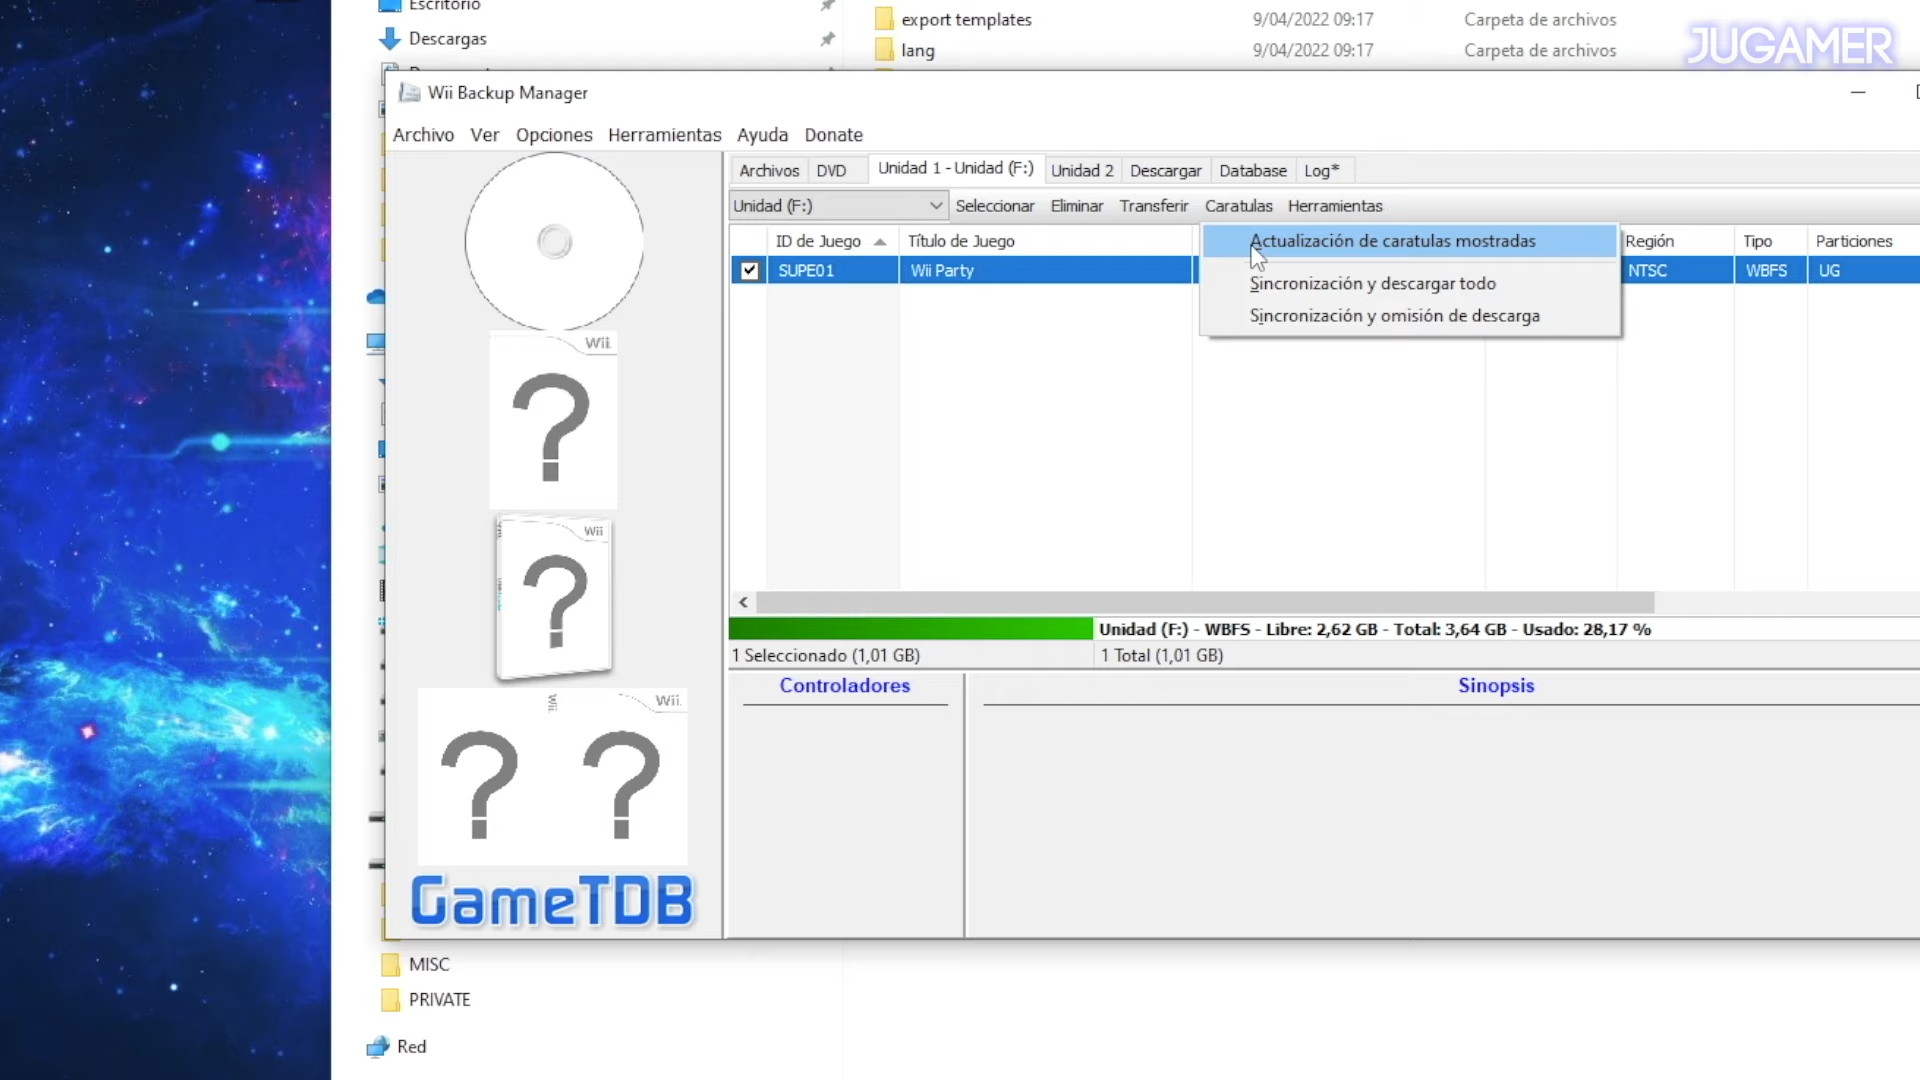 Escritorio
Descargas
export templates 9/04/2022 09:17 Carpeta de archivos
lang 9/04/2022 09:17 Carpeta de archivos
JUGAMER
Wii Backup Manager
Archivo Ver Opciones Herramientas Ayuda Donate
Archivos DVD Unidad 1 - Unidad (F:) Unidad 2 Descargar Database Log*
Unidad (F:) Seleccionar Eliminar Transferir Caratulas Herramientas
ID de Juego Título de Juego Región Tipo Particiones
SUPE01 Wii Party NTSC WBFS UG
Actualización de caratulas mostradas
Sincronización y descargar todo
Sincronización y omisión de descarga
Wii
?
Wii
?
Wii Wii
? ?
GameTDB
Unidad (F:) - WBFS - Libre: 2,62 GB - Total: 3,64 GB - Usado: 28,17 %
1 Seleccionado (1,01 GB) 1 Total (1,01 GB)
Controladores Sinopsis
MISC
PRIVATE
Red